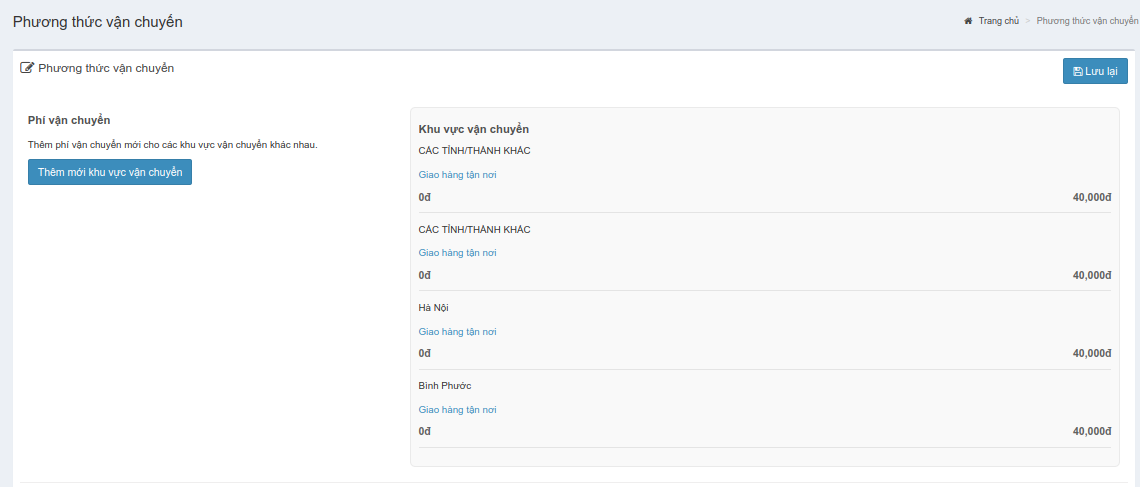 Phương thức vận chuyển
Trang chủ > Phương thức vận chuyển
Phương thức vận chuyển
Lưu lại
Phí vận chuyển
Thêm phí vận chuyển mới cho các khu vực vận chuyển khác nhau.
Thêm mới khu vực vận chuyển
Khu vực vận chuyển
CÁC TỈNH/THÀNH KHÁC
Giao hàng tận nơi
0đ 40,000đ
CÁC TỈNH/THÀNH KHÁC
Giao hàng tận nơi
0đ 40,000đ
Hà Nội
Giao hàng tận nơi
0đ 40,000đ
Bình Phước
Giao hàng tận nơi
0đ 40,000đ